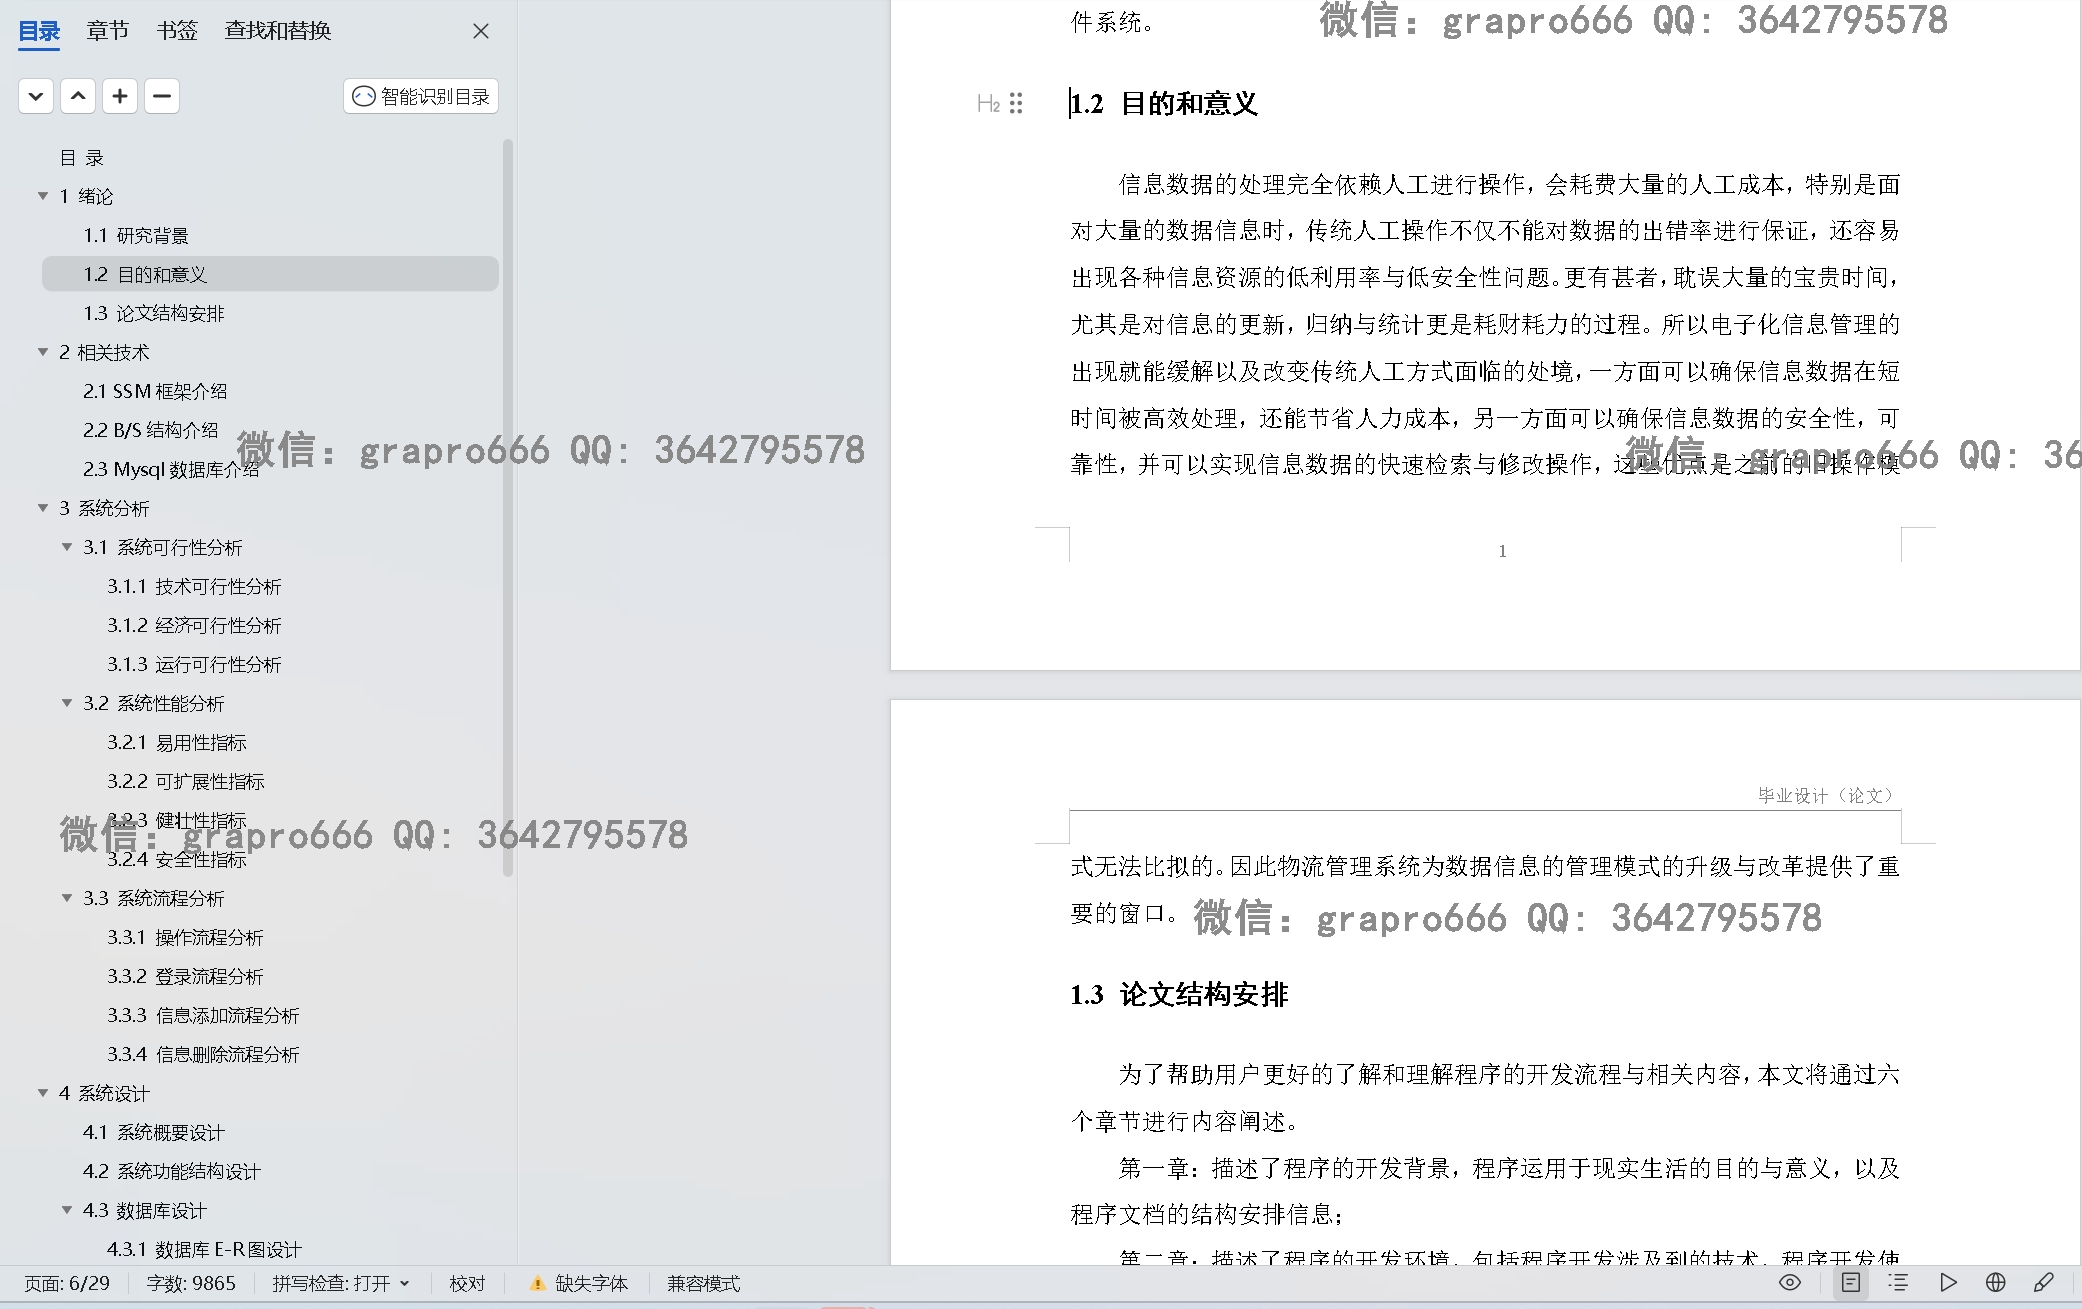 目录 章节 书签 查找和替换
智能识别目录
目 录
1 绪论
1.1 研究背景
1.2 目的和意义
1.3 论文结构安排
2 相关技术
2.1 SSM 框架介绍
2.2 B/S 结构介绍
2.3 Mysql 数据库介绍
3 系统分析
3.1 系统可行性分析
3.1.1 技术可行性分析
3.1.2 经济可行性分析
3.1.3 运行可行性分析
3.2 系统性能分析
3.2.1 易用性指标
3.2.2 可扩展性指标
3.2.3 健壮性指标
3.2.4 安全性指标
3.3 系统流程分析
3.3.1 操作流程分析
3.3.2 登录流程分析
3.3.3 信息添加流程分析
3.3.4 信息删除流程分析
4 系统设计
4.1 系统概要设计
4.2 系统功能结构设计
4.3 数据库设计
4.3.1 数据库 E-R 图设计
微信：grapro666 QQ: 3642795578
微信：grapro666 QQ: 3642795578
件系统。
微信：grapro666 QQ: 3642795578
H2
1.2 目的和意义
信息数据的处理完全依赖人工进行操作，会耗费大量的人工成本，特别是面
对大量的数据信息时，传统人工操作不仅不能对数据的出错率进行保证，还容易
出现各种信息资源的低利用率与低安全性问题。更有甚者，耽误大量的宝贵时间，
尤其是对信息的更新，归纳与统计更是耗财耗力的过程。所以电子化信息管理的
出现就能缓解以及改变传统人工方式面临的处境，一方面可以确保信息数据在短
时间被高效处理，还能节省人力成本，另一方面可以确保信息数据的安全性，可
靠性，并可以实现信息数据的快速检索与修改操作，这些优点是之前的旧操作模
微信：grapro666 QQ: 36
1
毕业设计（论文）
式无法比拟的。因此物流管理系统为数据信息的管理模式的升级与改革提供了重
要的窗口。
微信：grapro666 QQ: 3642795578
1.3 论文结构安排
为了帮助用户更好的了解和理解程序的开发流程与相关内容，本文将通过六
个章节进行内容阐述。
第一章：描述了程序的开发背景，程序运用于现实生活的目的与意义，以及
程序文档的结构安排信息；
第二章：描述了程序的开发环境，包括程序开发涉及到的技术，程序开发使
页面: 6/29 字数: 9865 拼写检查: 打开 校对 缺失字体 兼容模式